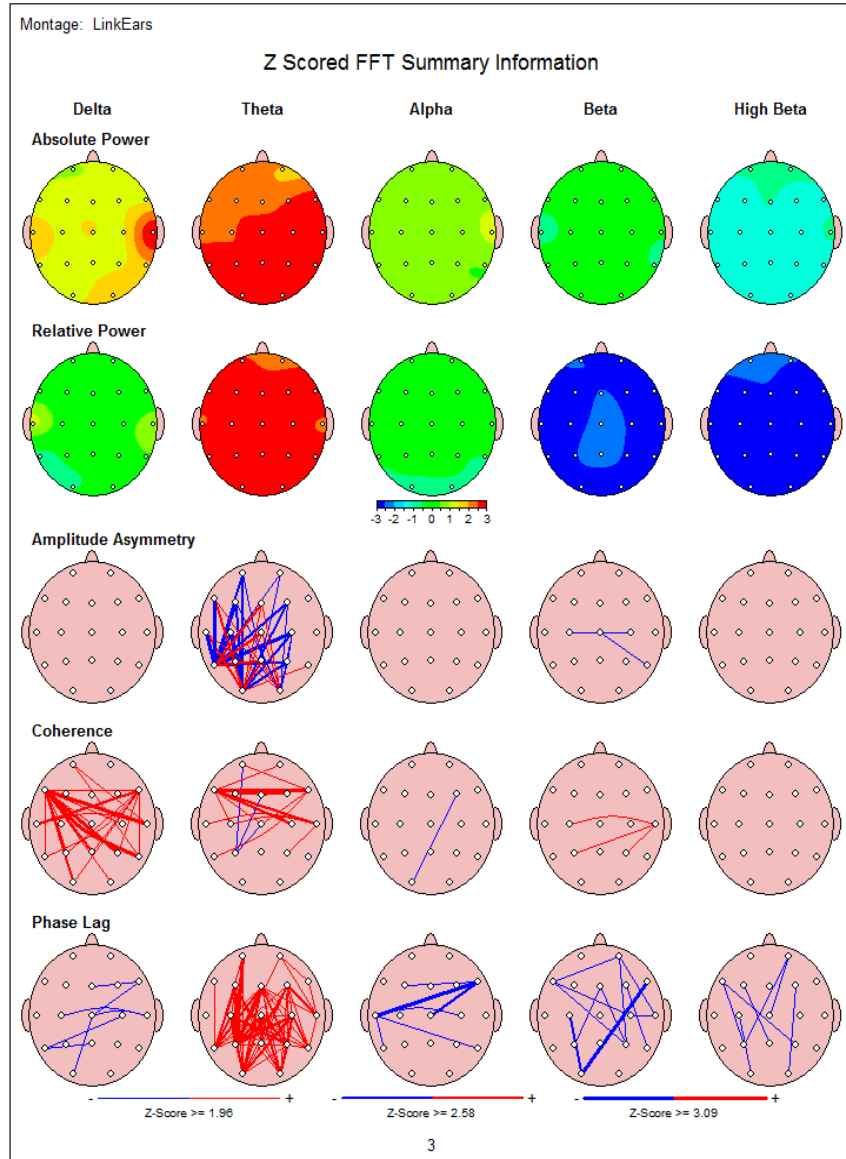 Montage: LinkEars
Z Scored FFT Summary Information
Delta Theta Alpha Beta High Beta
Absolute Power
Relative Power
-3 -2 -1 0 1 2 3
Amplitude Asymmetry
Coherence
Phase Lag
- + - + - +
Z-Score >= 1.96 Z-Score >= 2.58 Z-Score >= 3.09
3